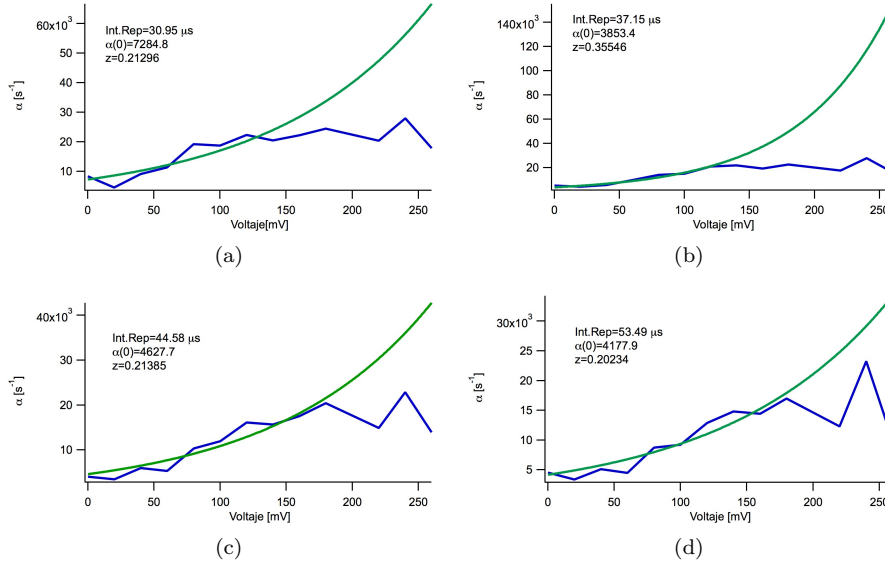 60x10³
50
40
30
20
10
α [s⁻¹]
Int.Rep=30.95 μs
α(0)=7284.8
z=0.21296
0 50 100 150 200 250
Voltaje[mV]
(a)
140x10³
120
100
80
60
40
20
α [s⁻¹]
Int.Rep=37.15 μs
α(0)=3853.4
z=0.35546
0 50 100 150 200 250
Voltaje [mV]
(b)
40x10³
30
20
10
α [s⁻¹]
Int.Rep=44.58 μs
α(0)=4627.7
z=0.21385
0 50 100 150 200 250
Voltaje [mV]
(c)
30x10³
25
20
15
10
5
α [s⁻¹]
Int.Rep=53.49 μs
α(0)=4177.9
z=0.20234
0 50 100 150 200 250
Voltaje [mV]
(d)